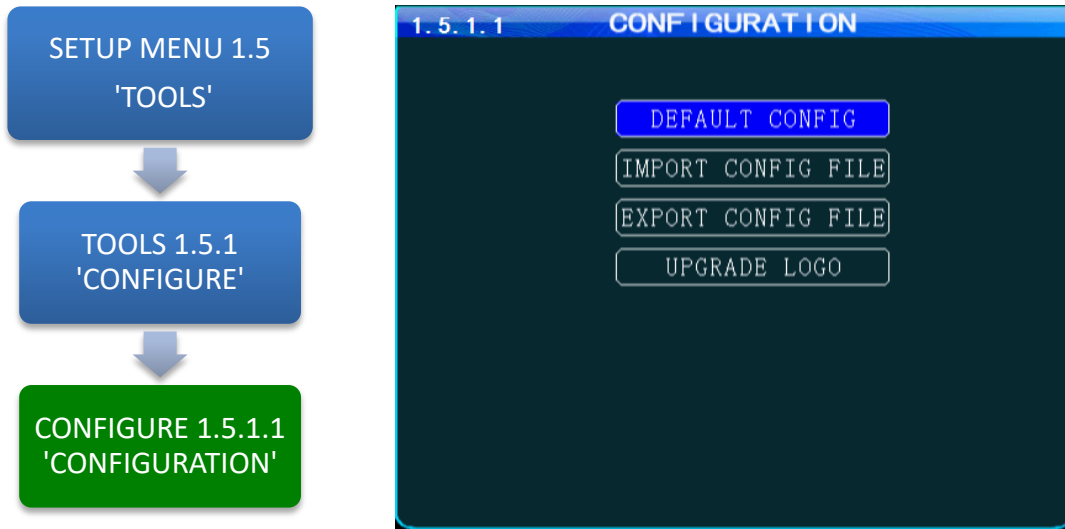 SETUP MENU 1.5
'TOOLS'
TOOLS 1.5.1
'CONFIGURE'
CONFIGURE 1.5.1.1
'CONFIGURATION'
1.5.1.1 CONFIGURATION
DEFAULT CONFIG
IMPORT CONFIG FILE
EXPORT CONFIG FILE
UPGRADE LOGO